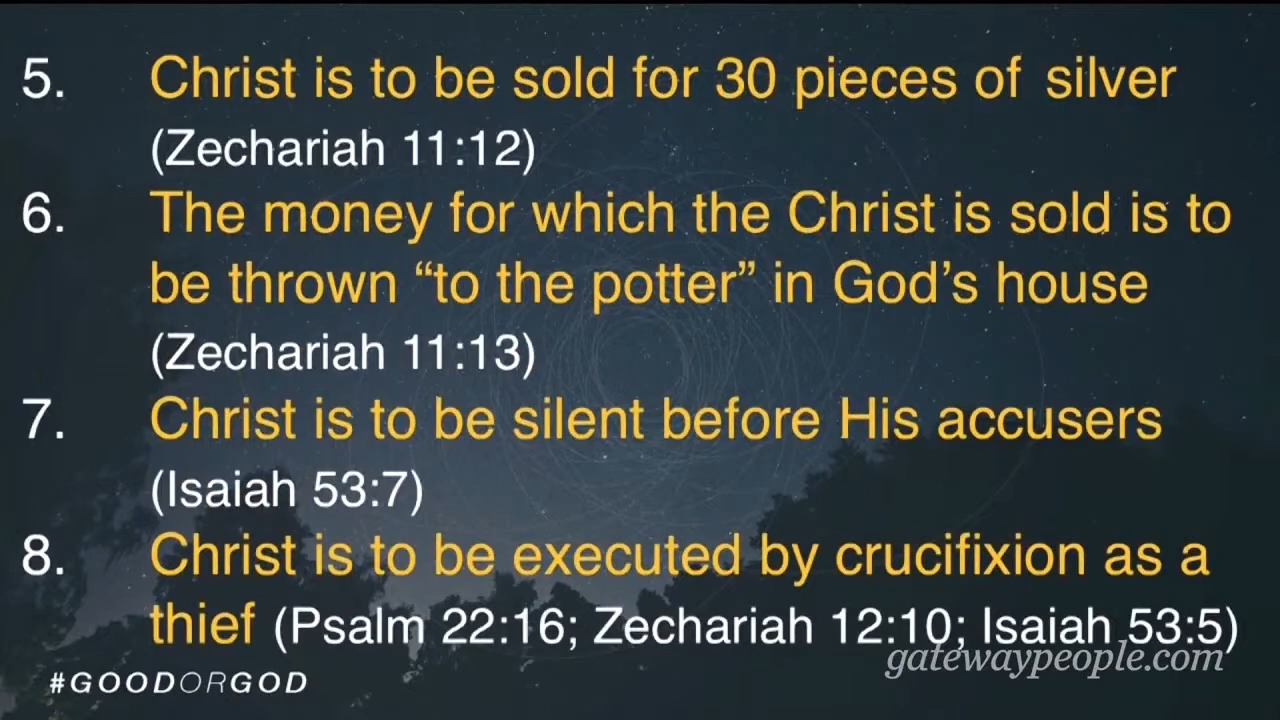 5. Christ is to be sold for 30 pieces of silver
(Zechariah 11:12)
6. The money for which the Christ is sold is to
be thrown “to the potter” in God’s house
(Zechariah 11:13)
7. Christ is to be silent before His accusers
(Isaiah 53:7)
8. Christ is to be executed by crucifixion as a
thief (Psalm 22:16; Zechariah 12:10; Isaiah 53:5)
gatewaypeople.com
#GOODORGOD